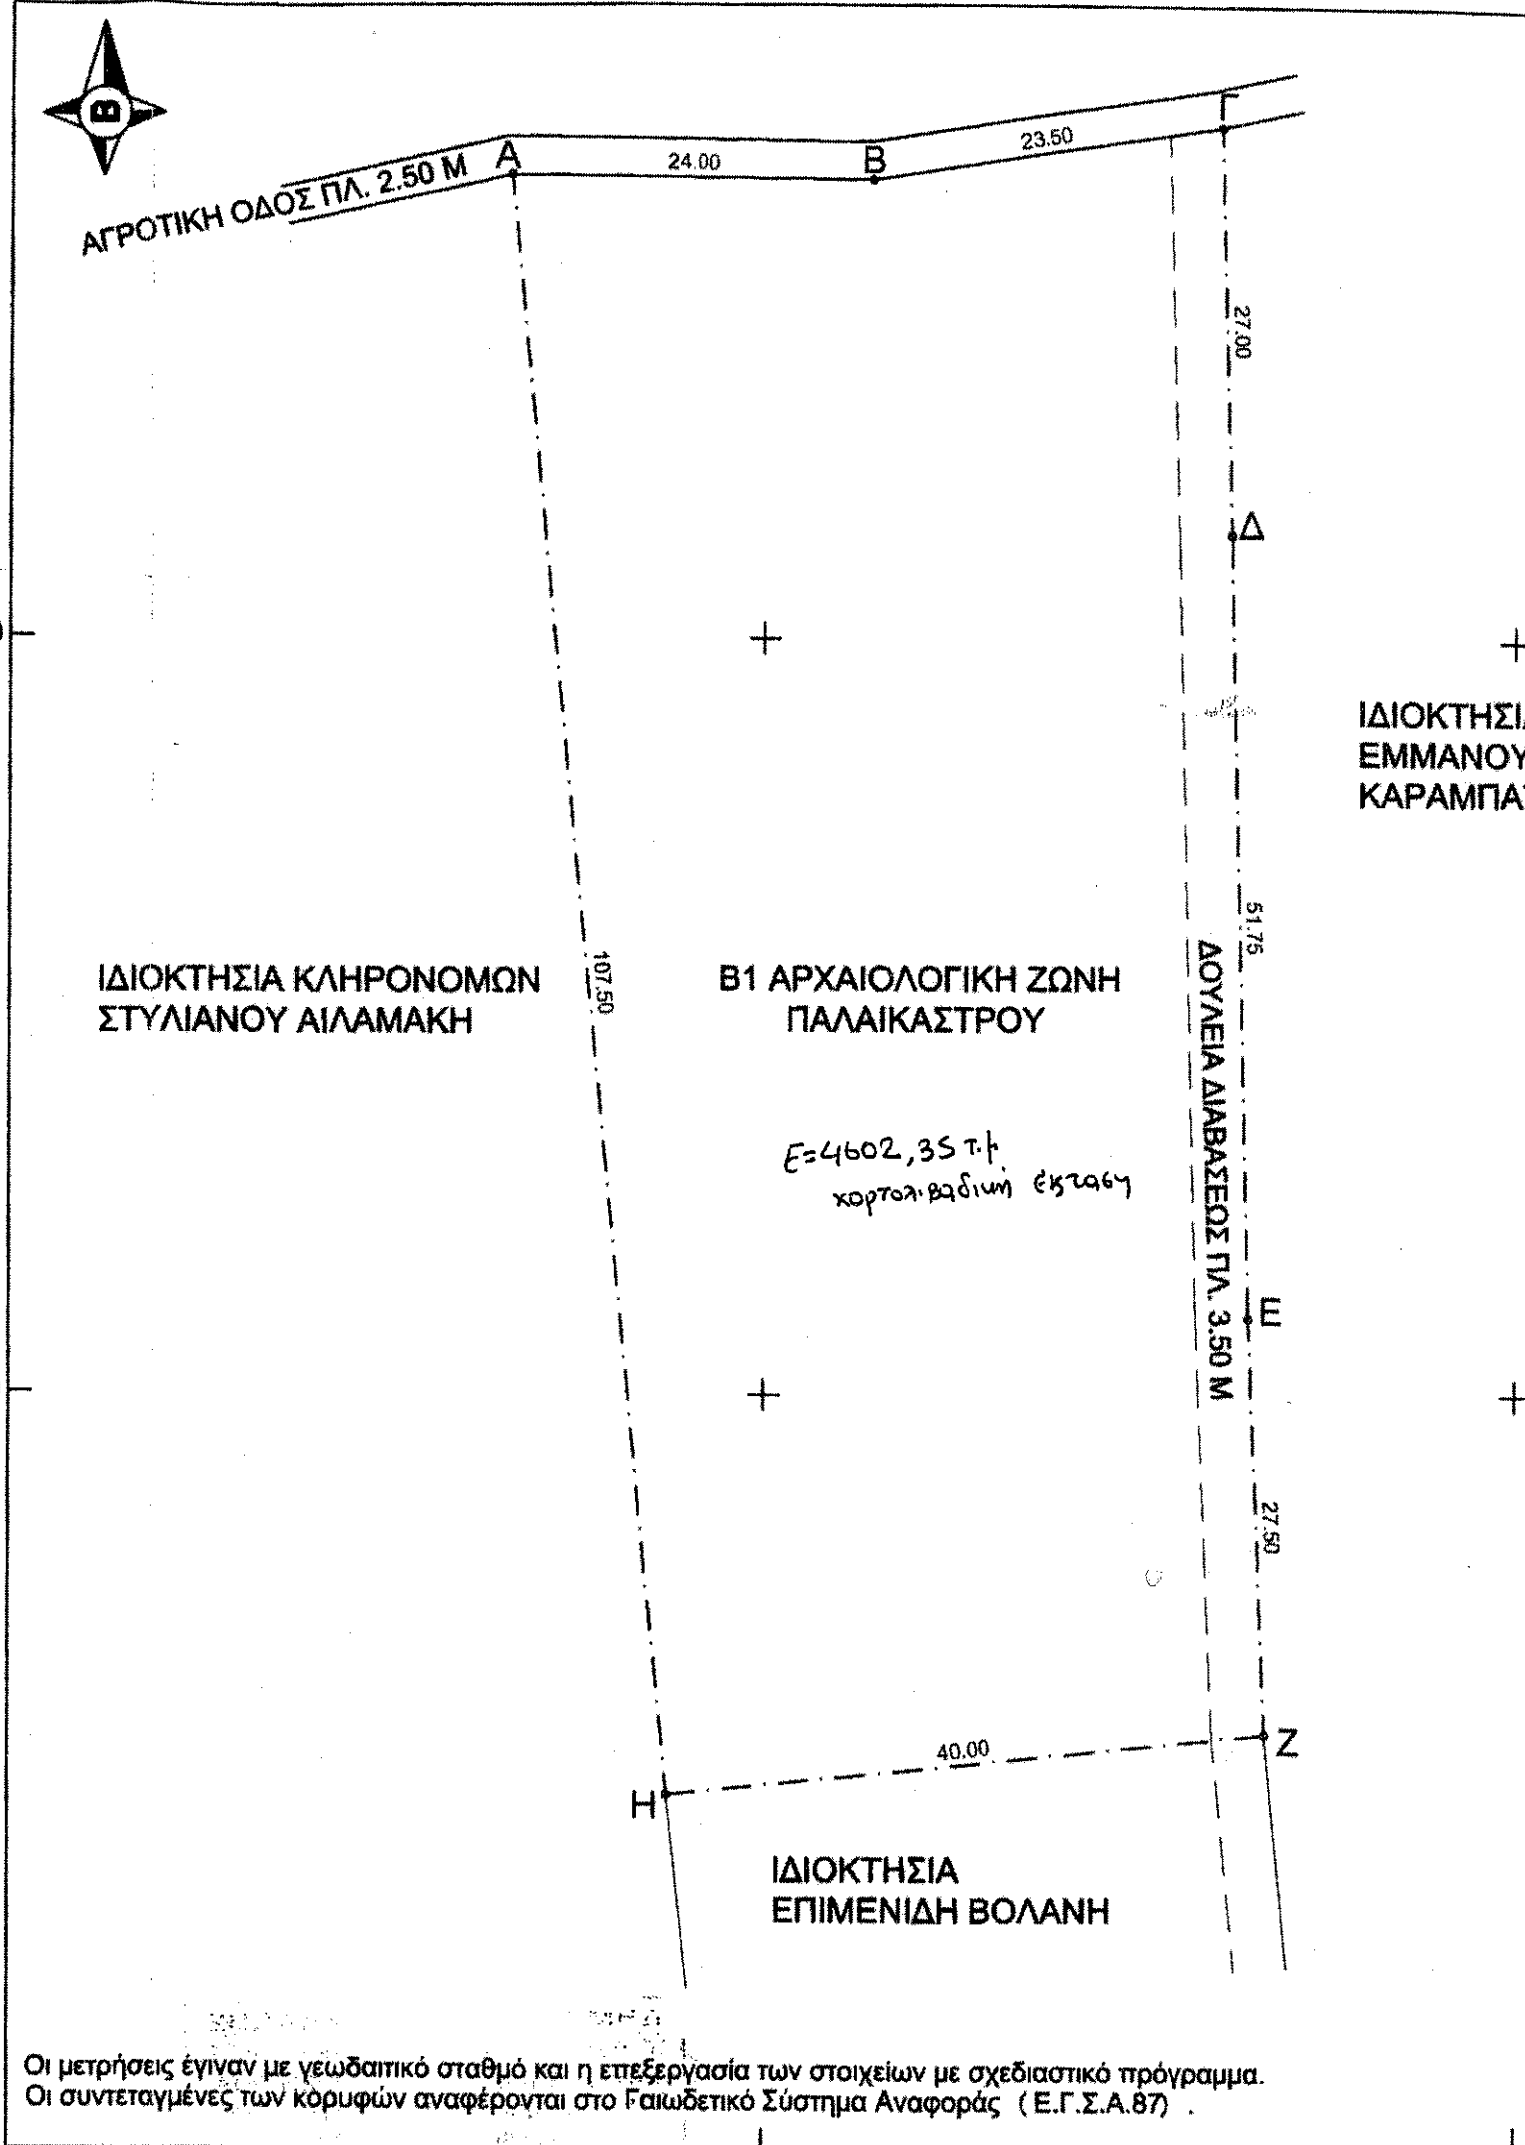 Β
Γ
Α
24.00
Β
23.50
ΑΓΡΟΤΙΚΗ ΟΔΟΣ ΠΛ. 2.50 Μ
27.00
Δ
ΙΔΙΟΚΤΗΣΙ
ΕΜΜΑΝΟΥ
ΚΑΡΑΜΠΑ
51.75
107.50
ΙΔΙΟΚΤΗΣΙΑ ΚΛΗΡΟΝΟΜΩΝ
ΣΤΥΛΙΑΝΟΥ ΑΙΛΑΜΑΚΗ
Β1 ΑΡΧΑΙΟΛΟΓΙΚΗ ΖΩΝΗ
ΠΑΛΑΙΚΑΣΤΡΟΥ
ΔΟΥΛΕΙΑ ΔΙΑΒΑΣΕΩΣ ΠΛ. 3.50 Μ
Ε=4602,35 τ.μ
χορτολιβαδική έκταση
Ε
27.50
40.00
Ζ
Η
ΙΔΙΟΚΤΗΣΙΑ
ΕΠΙΜΕΝΙΔΗ ΒΟΛΑΝΗ
Οι μετρήσεις έγιναν με γεωδαιτικό σταθμό και η επεξεργασία των στοιχείων με σχεδιαστικό πρόγραμμα.
Οι συντεταγμένες των κορυφών αναφέρονται στο Γαιωδετικό Σύστημα Αναφοράς ( Ε.Γ.Σ.Α.87) .